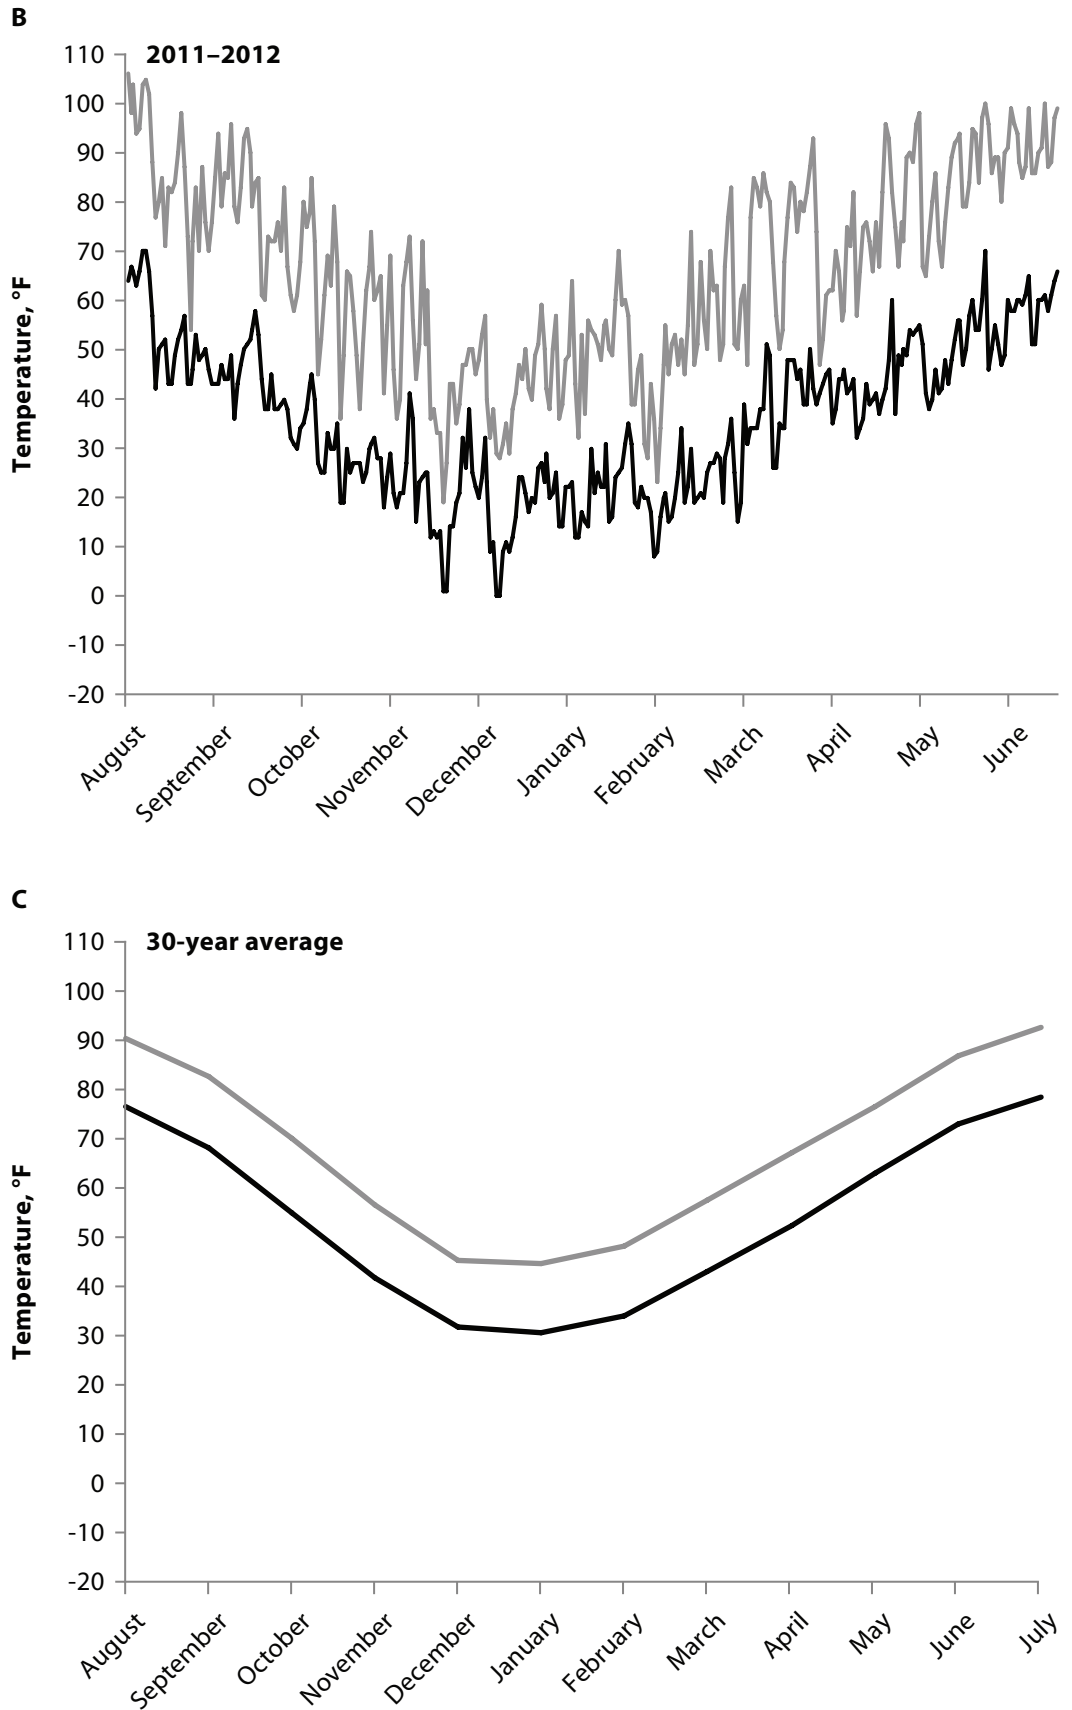 B
2011–2012
110
100
90
80
70
60
50
40
30
20
10
0
-10
-20
Temperature, °F
August
September
October
November
December
January
February
March
April
May
June
C
30-year average
110
100
90
80
70
60
50
40
30
20
10
0
-10
-20
Temperature, °F
August
September
October
November
December
January
February
March
April
May
June
July